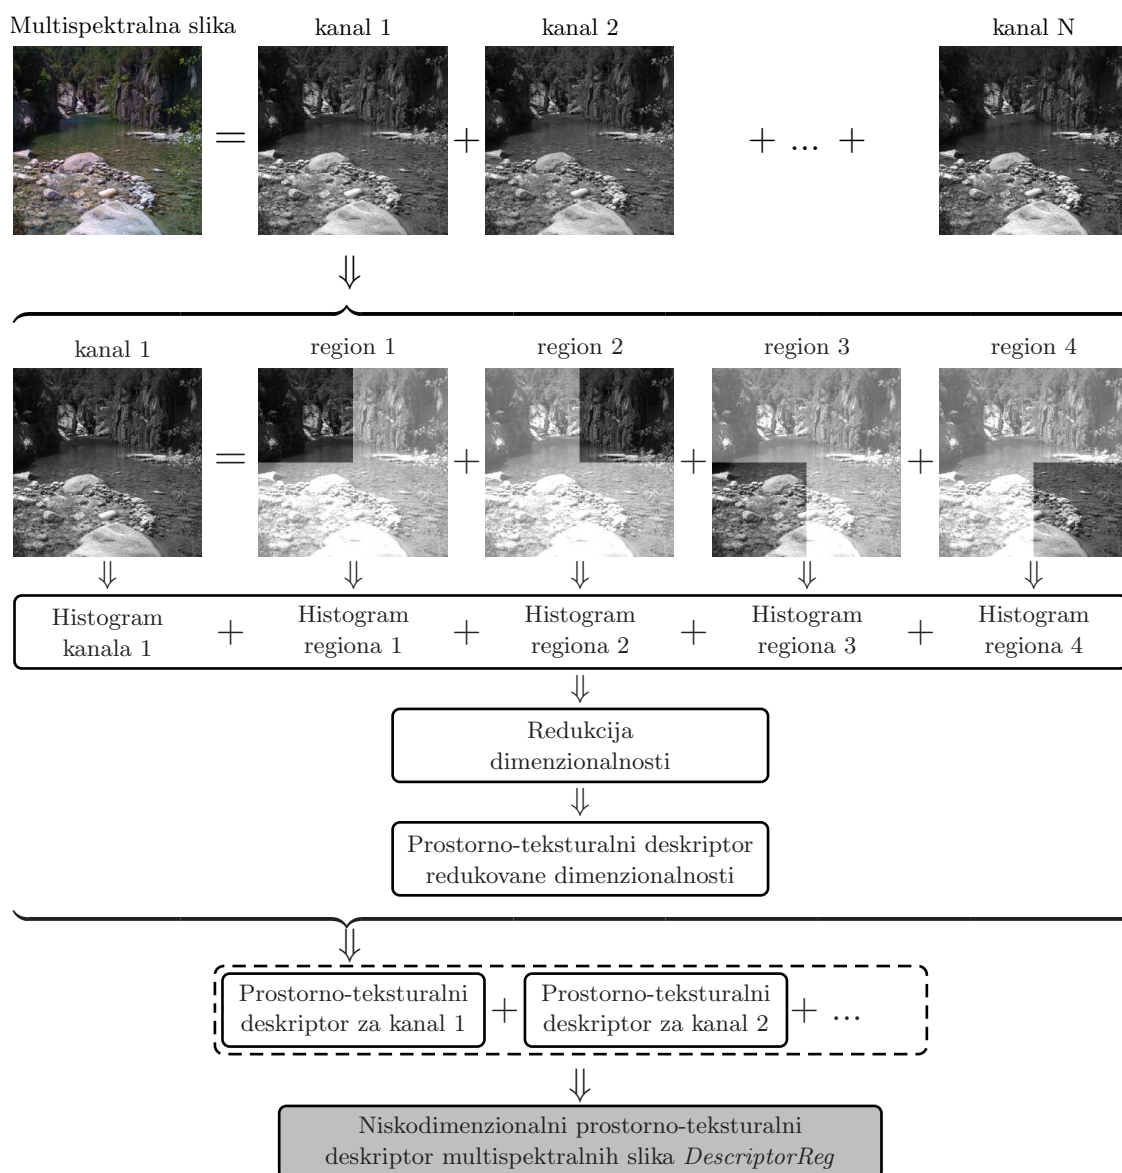 Multispektralna slika
kanal 1
kanal 2
kanal N
=
+
+ ... +
⇓
kanal 1
region 1
region 2
region 3
region 4
=
+
+
+
⇓ ⇓ ⇓ ⇓ ⇓
Histogram
kanala 1
+
Histogram
regiona 1
+
Histogram
regiona 2
+
Histogram
regiona 3
+
Histogram
regiona 4
⇓
Redukcija
dimenzionalnosti
⇓
Prostorno-teksturalni deskriptor
redukovane dimenzionalnosti
⇓
Prostorno-teksturalni
deskriptor za kanal 1
+
Prostorno-teksturalni
deskriptor za kanal 2
+ ...
⇓
Niskodimenzionalni prostorno-teksturalni
deskriptor multispektralnih slika DescriptorReg